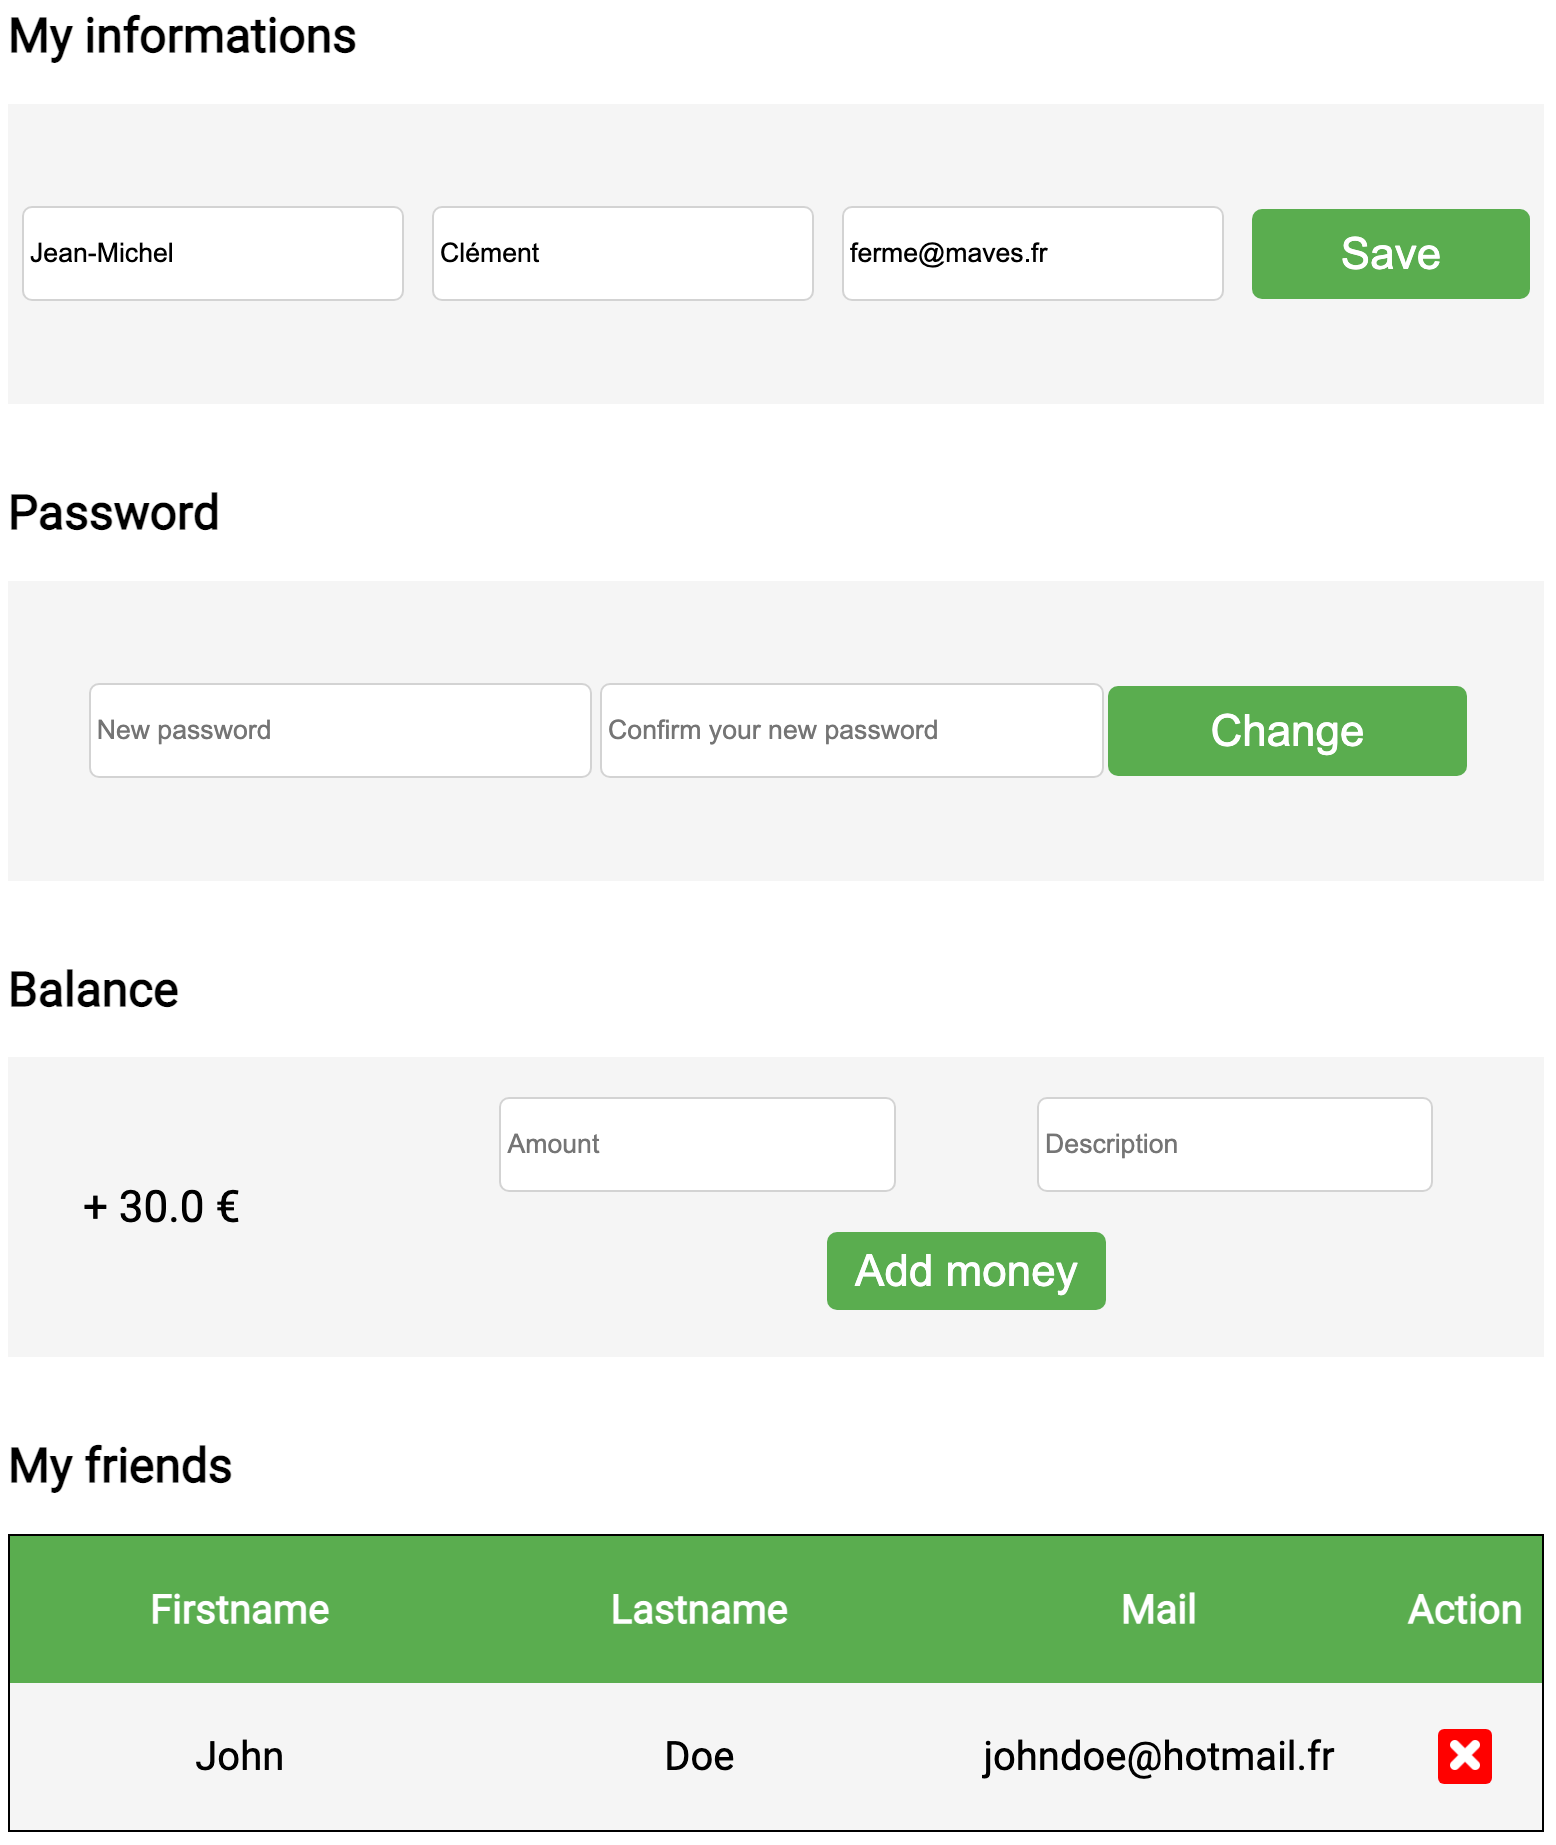 My informations
Jean-Michel Clément ferme@maves.fr Save
Password
New password Confirm your new password Change
Balance
Amount Description
+ 30.0 €
Add money
My friends
Firstname Lastname Mail Action
John Doe johndoe@hotmail.fr